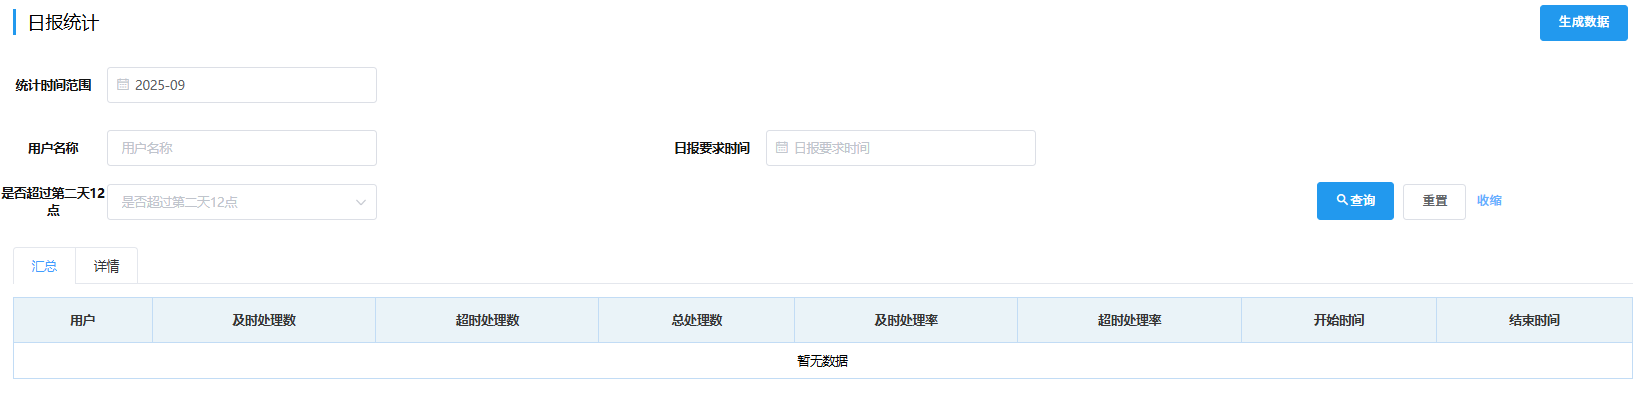 日报统计
生成数据
统计时间范围 2025-09
用户名称 用户名称 日报要求时间 日报要求时间
是否超过第二天12
点 是否超过第二天12点 查询 重置 收缩
汇总 详情
用户 及时处理数 超时处理数 总处理数 及时处理率 超时处理率 开始时间 结束时间
暂无数据